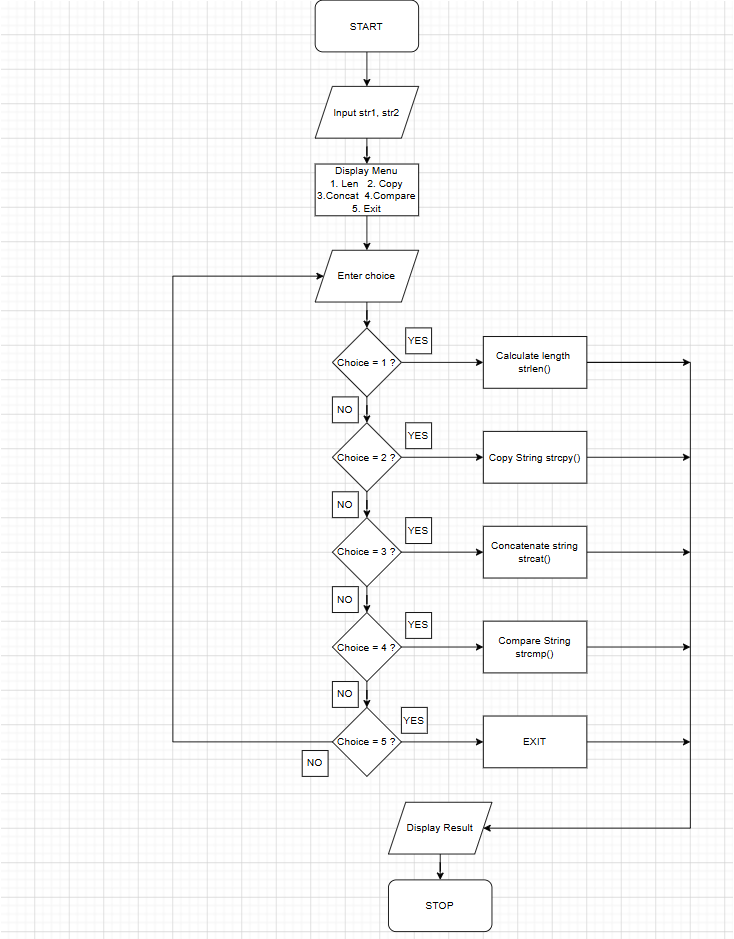 START
Input str1, str2
Display Menu
1. Len 2. Copy
3.Concat 4.Compare
5. Exit
Enter choice
YES
Choice = 1 ?
Calculate length
strlen()
NO
YES
Choice = 2 ?
Copy String strcpy()
NO
YES
Choice = 3 ?
Concatenate string
strcat()
NO
YES
Choice = 4 ?
Compare String
strcmp()
NO
YES
Choice = 5 ?
EXIT
NO
Display Result
STOP